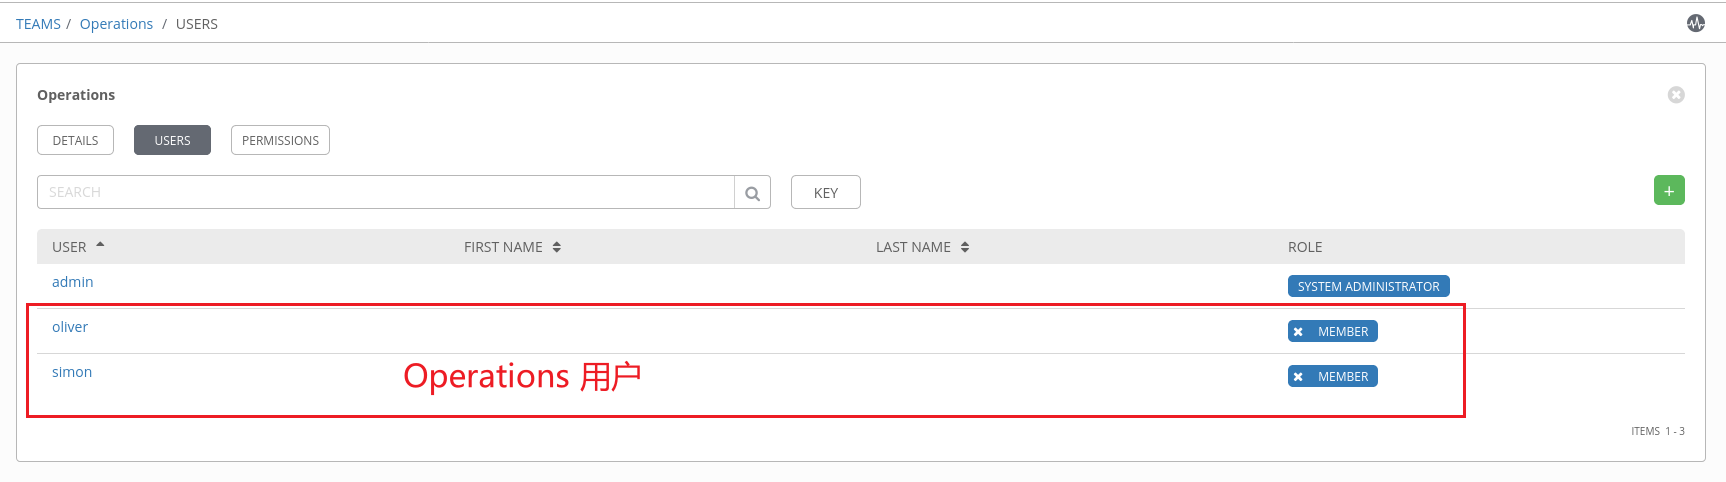 TEAMS / Operations / USERS
Operations
DETAILS USERS PERMISSIONS
SEARCH KEY +
USER FIRST NAME LAST NAME ROLE
admin SYSTEM ADMINISTRATOR
oliver MEMBER
simon Operations 用户 MEMBER
ITEMS 1 - 3